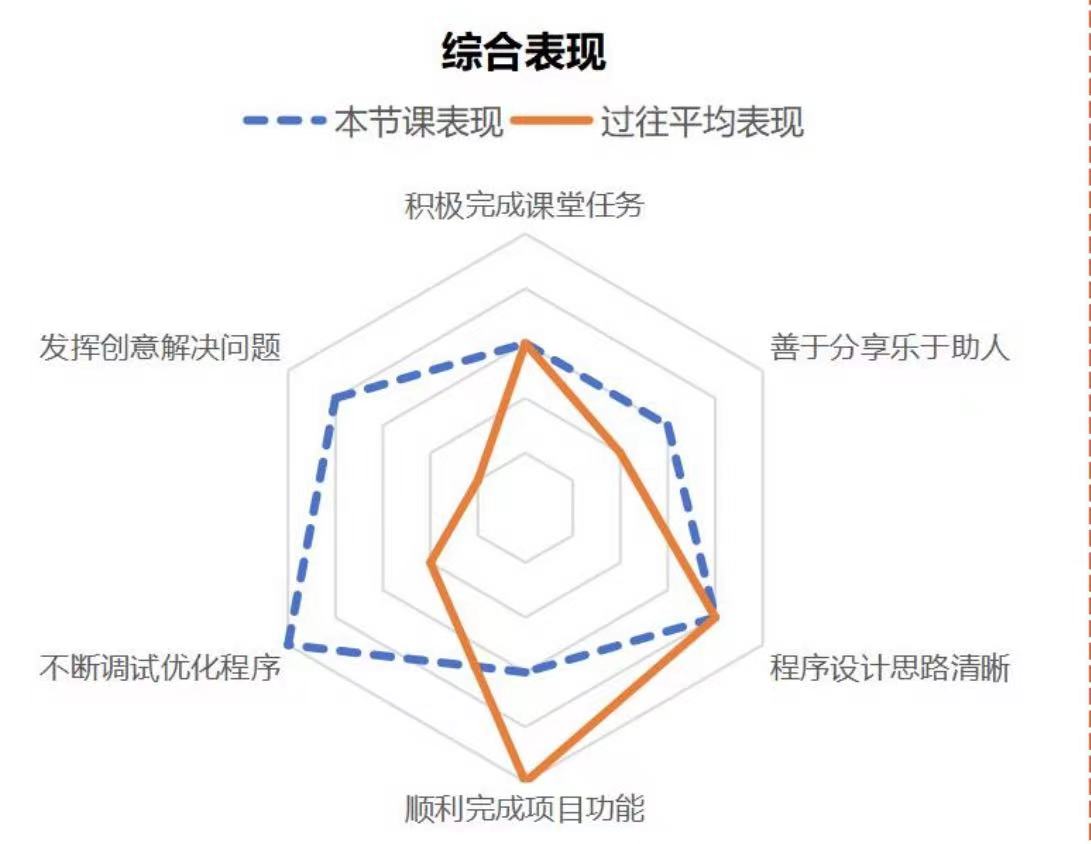 综合表现
本节课表现 过往平均表现
积极完成课堂任务
发挥创意解决问题
善于分享乐于助人
不断调试优化程序
程序设计思路清晰
顺利完成项目功能